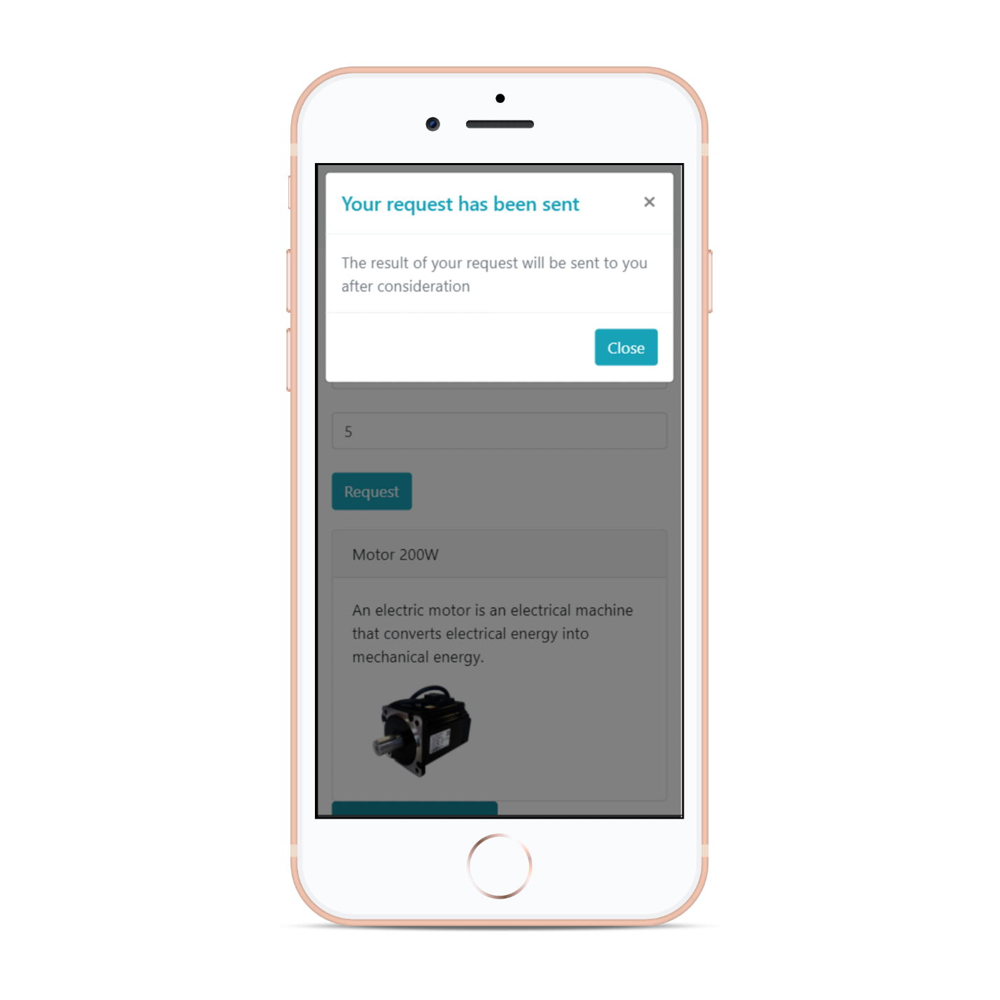 Your request has been sent
×
The result of your request will be sent to you
after consideration
Close
5
Request
Motor 200W
An electric motor is an electrical machine
that converts electrical energy into
mechanical energy.